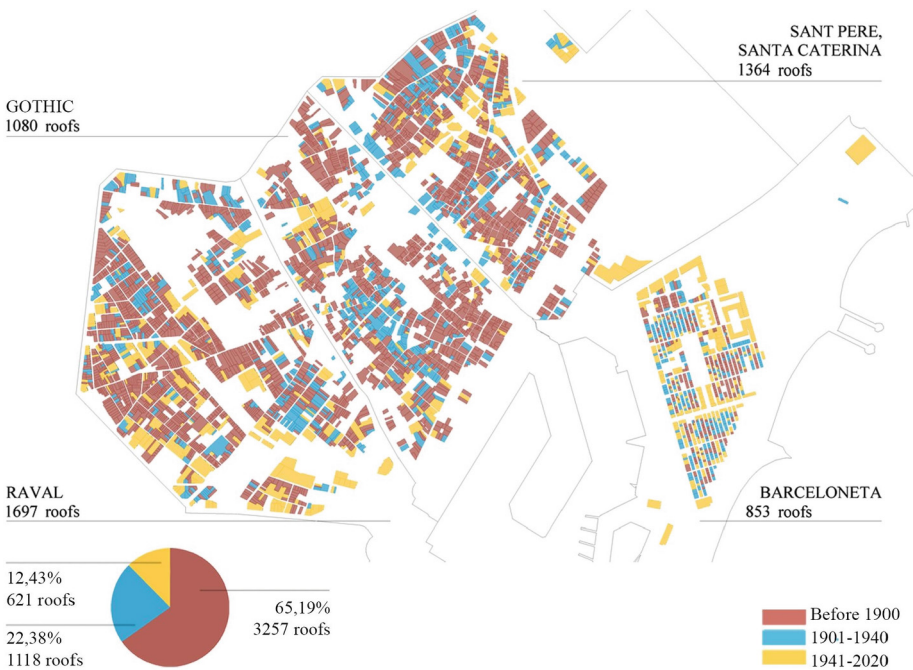 SANT PERE,
SANTA CATERINA
1364 roofs
GOTHIC
1080 roofs
RAVAL
1697 roofs
BARCELONETA
853 roofs
12,43%
621 roofs
22,38%
1118 roofs
65,19%
3257 roofs
Before 1900
1901-1940
1941-2020